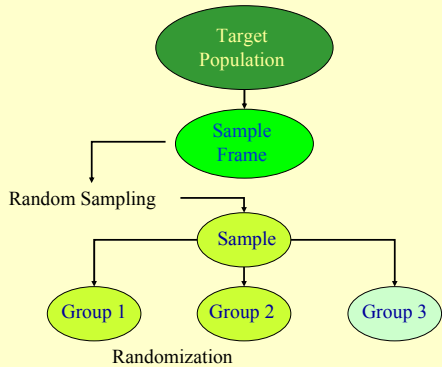 Target
Population
Sample
Frame
Random Sampling
Sample
Group 1
Group 2
Group 3
Randomization